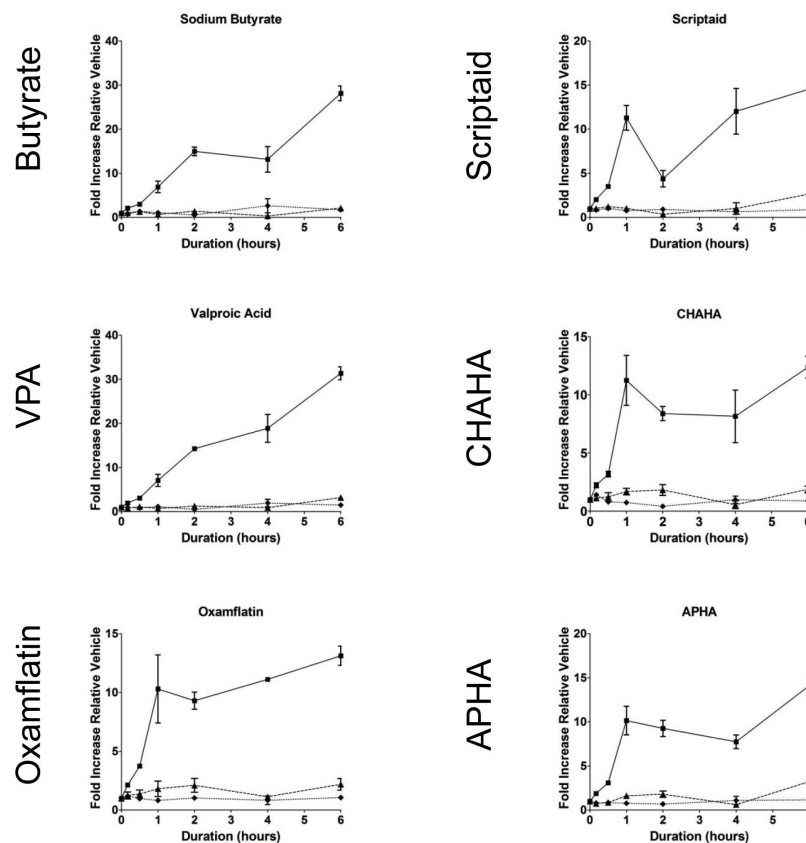 Butyrate
Sodium Butyrate
Fold Increase Relative Vehicle
40
30
20
10
0
0 1 2 3 4 5 6
Duration (hours)
Scriptaid
Scriptaid
Fold Increase Relative Vehicle
20
15
10
5
0
0 1 2 3 4 5
Duration (hours)
VPA
Valproic Acid
Fold Increase Relative Vehicle
40
30
20
10
0
0 1 2 3 4 5 6
Duration (hours)
CHAHA
CHAHA
Fold Increase Relative Vehicle
15
10
5
0
0 1 2 3 4 5
Duration (hours)
Oxamflatin
Oxamflatin
Fold Increase Relative Vehicle
15
10
5
0
0 1 2 3 4 5 6
Duration (hours)
APHA
APHA
Fold Increase Relative Vehicle
20
15
10
5
0
0 1 2 3 4 5
Duration (hours)